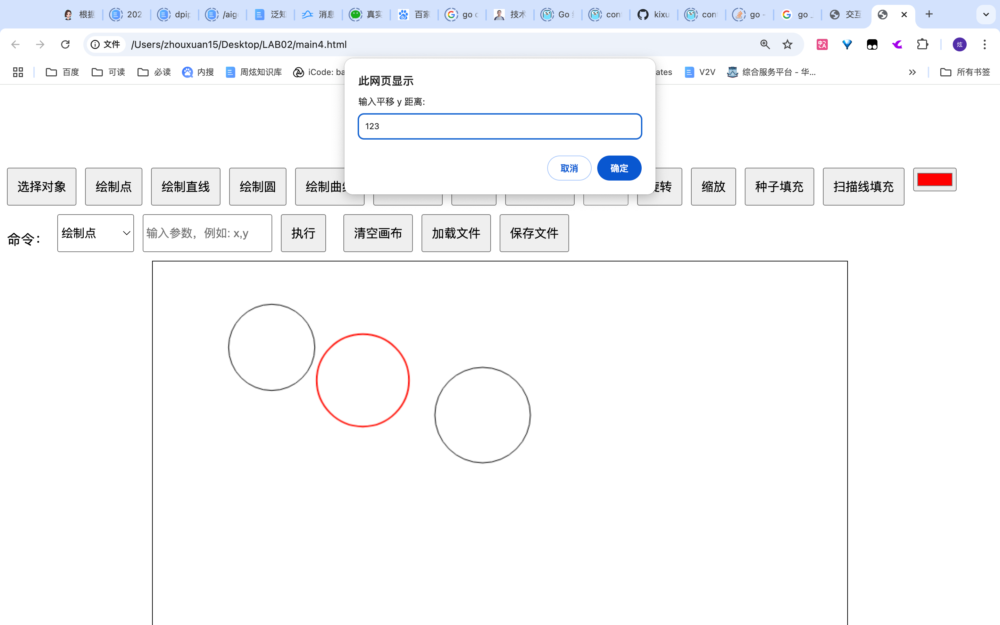 根据 202 dpip /aig 泛知 消息 真实 百家 go 技术 Go con kixu con go - go 交互
文件 /Users/zhouxuan15/Desktop/LAB02/main4.html 中 A 炫
百度 可读 必读 内搜 周炫知识库 iCode: ba ates V2V 综合服务平台 - 华... 所有书签
此网页显示
输入平移 y 距离:
123
取消 确定
选择对象 绘制点 绘制直线 绘制圆 绘制曲 旋转 缩放 种子填充 扫描线填充
命令： 绘制点 输入参数，例如: x,y 执行 清空画布 加载文件 保存文件